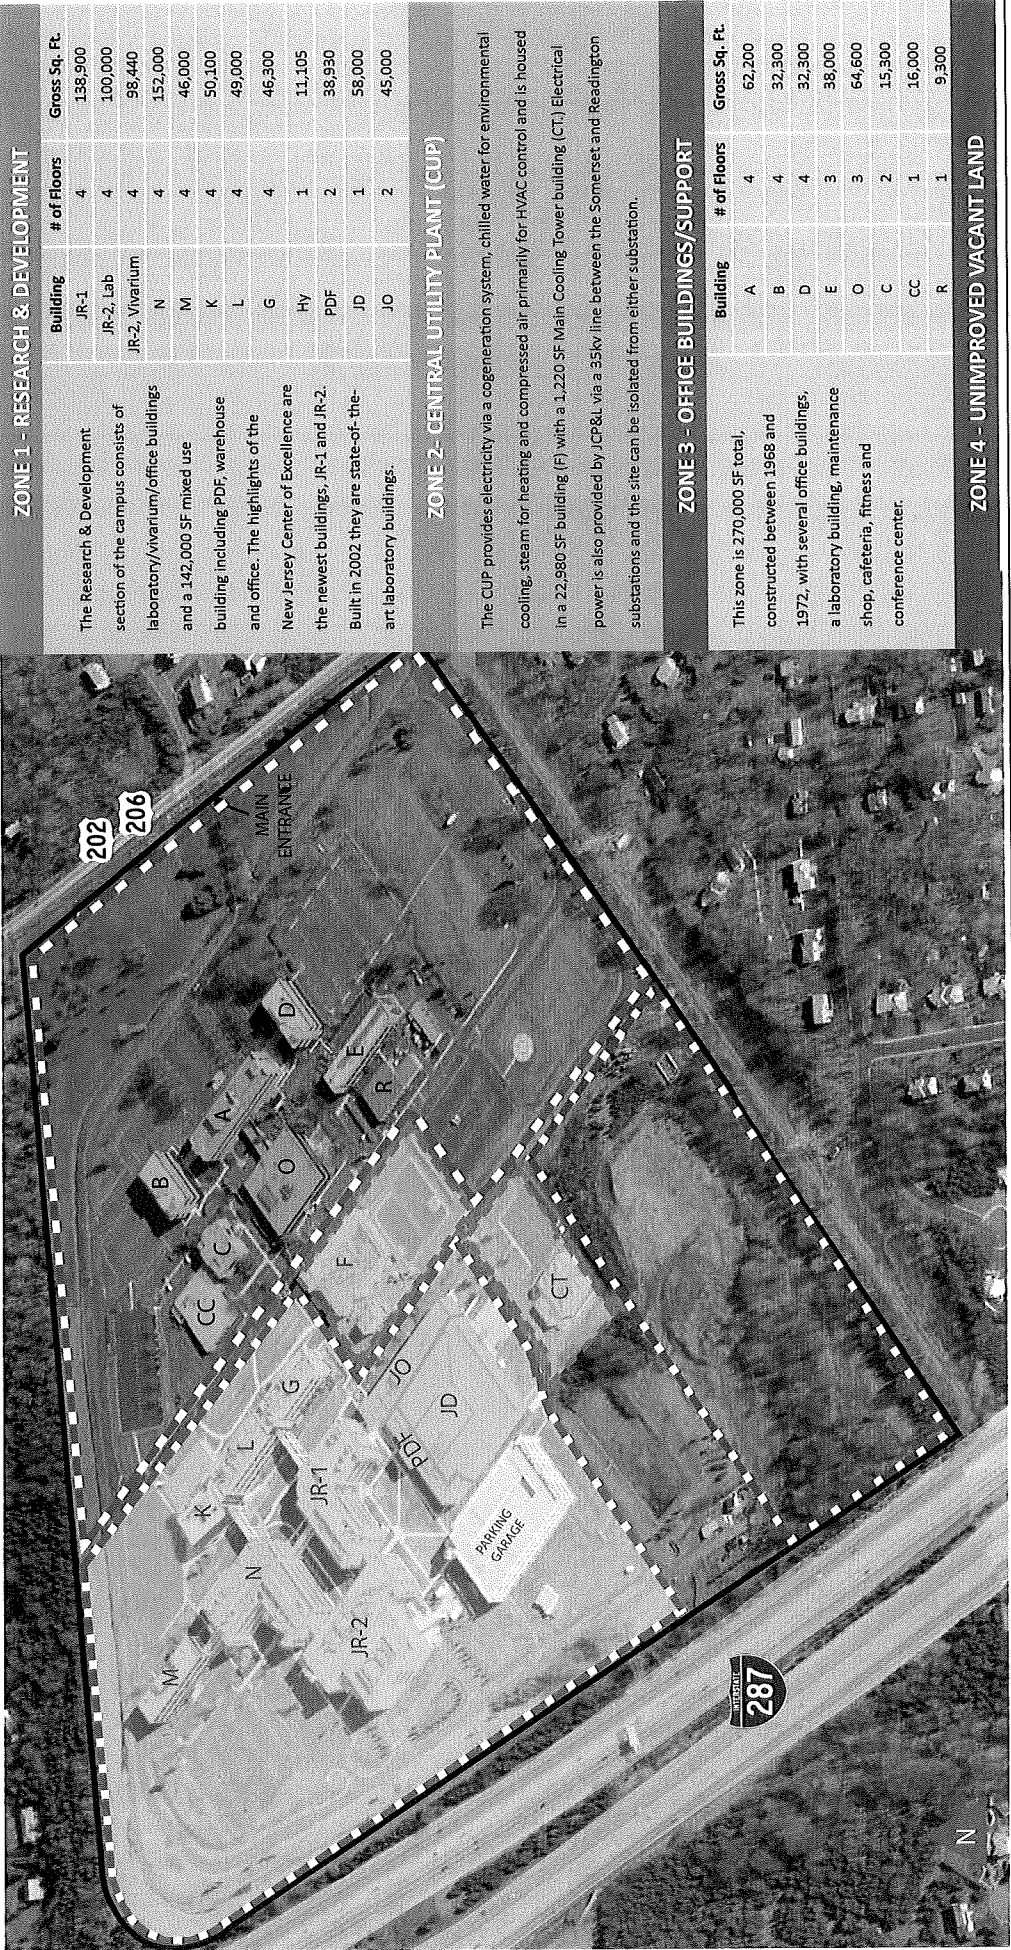 ZONE 1 - RESEARCH & DEVELOPMENT
The Research & Development
section of the campus consists of
laboratory/vivarium/office buildings
and a 142,000 SF mixed use
building including PDF, warehouse
and office. The highlights of the
New Jersey Center of Excellence are
the newest buildings, JR-1 and JR-2.
Built in 2002 they are state-of-the-
art laboratory buildings.
Building # of Floors Gross Sq. Ft.
JR-1 4 138,900
JR-2, Lab 4 100,000
JR-2, Vivarium 4 98,440
N 4 152,000
M 4 46,000
K 4 50,100
L 4 49,000
G 4 46,300
Hy 1 11,105
PDF 2 38,930
JD 1 58,000
JO 2 45,000
ZONE 2- CENTRAL UTILITY PLANT (CUP)
The CUP provides electricity via a cogeneration system, chilled water for environmental
cooling, steam for heating and compressed air primarily for HVAC control and is housed
in a 22,980 SF building (F) with a 1,220 SF Main Cooling Tower building (CT.) Electrical
power is also provided by JCP&L via a 35kv line between the Somerset and Readington
substations and the site can be isolated from either substation.
ZONE 3 - OFFICE BUILDINGS/SUPPORT
This zone is 270,000 SF total,
constructed between 1968 and
1972, with several office buildings,
a laboratory building, maintenance
shop, cafeteria, fitness and
conference center.
Building # of Floors Gross Sq. Ft.
A 4 62,200
B 4 32,300
D 4 32,300
E 3 38,000
O 3 64,600
C 2 15,300
CC 1 16,000
R 1 9,300
ZONE 4 - UNIMPROVED VACANT LAND
202
206
MAIN
ENTRANCE
B
A
D
E
R
O
C
CC
F
CT
K
L
G
M
N
JR-1
JR-2
JO
JD
PDF
PARKING
GARAGE
INTERSTATE
287
N